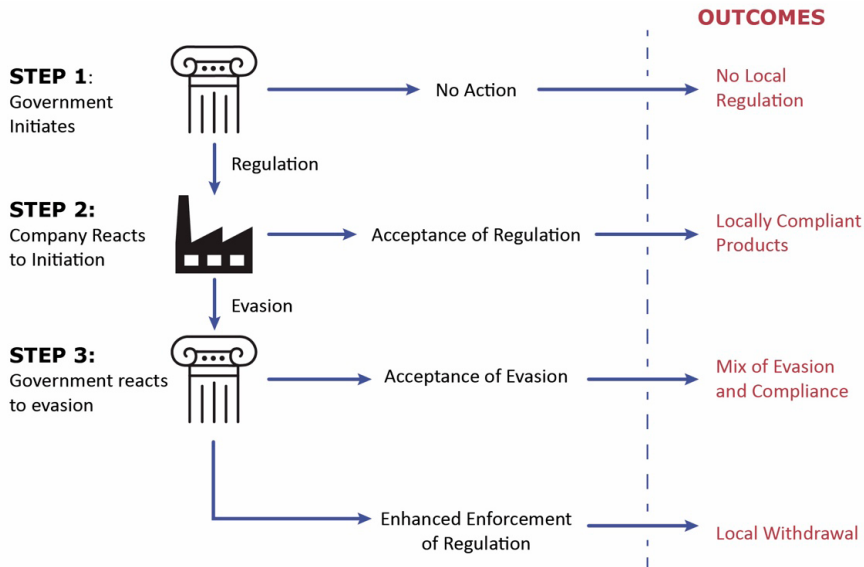 OUTCOMES
STEP 1:
Government
Initiates
No Action
No Local
Regulation
Regulation
STEP 2:
Company Reacts
to Initiation
Acceptance of Regulation
Locally Compliant
Products
Evasion
STEP 3:
Government reacts
to evasion
Acceptance of Evasion
Mix of Evasion
and Compliance
Enhanced Enforcement
of Regulation
Local Withdrawal